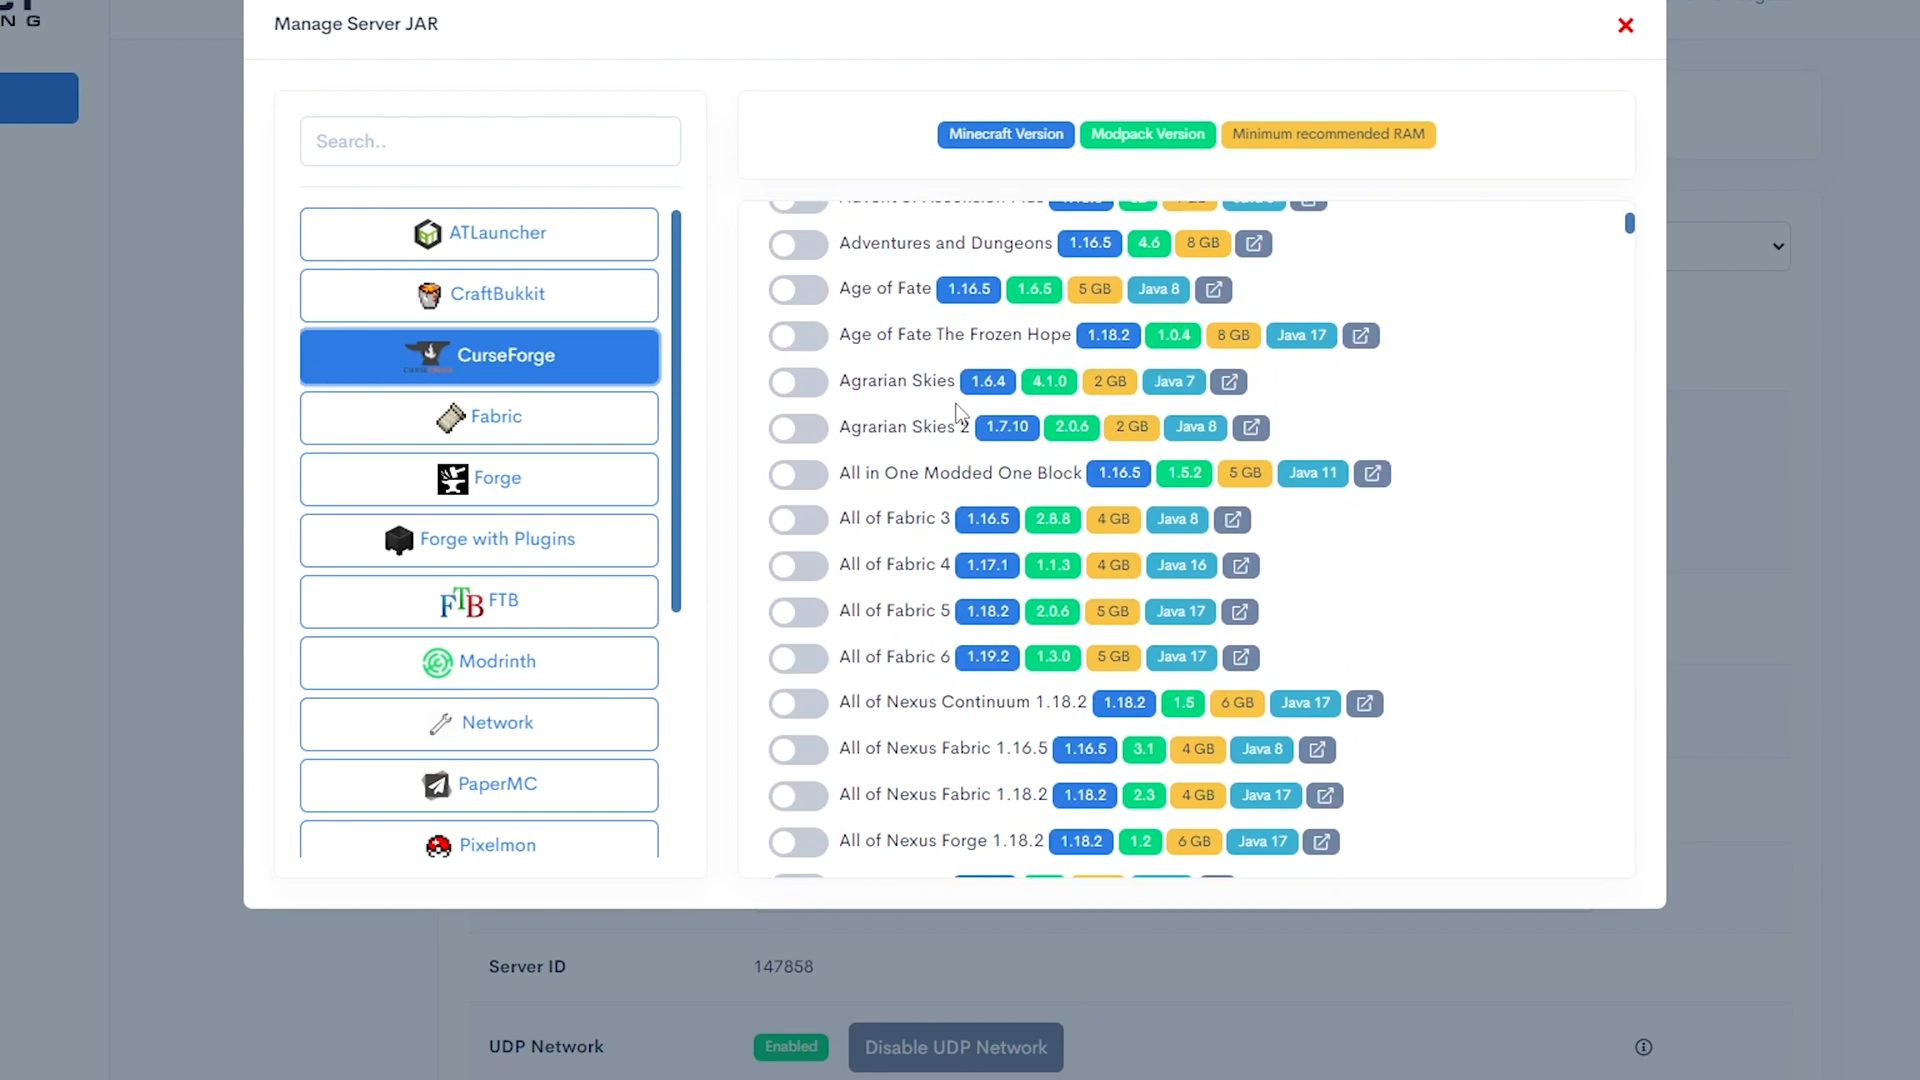 NG
Manage Server JAR
Search..
Minecraft Version Modpack Version Minimum recommended RAM
ATLauncher
CraftBukkit
CurseForge
Fabric
Forge
Forge with Plugins
FTB FTB
Modrinth
Network
PaperMC
Pixelmon
Adventures and Dungeons 1.16.5 4.6 8 GB
Age of Fate 1.16.5 1.6.5 5 GB Java 8
Age of Fate The Frozen Hope 1.18.2 1.0.4 8 GB Java 17
Agrarian Skies 1.6.4 4.1.0 2 GB Java 7
Agrarian Skies 2 1.7.10 2.0.6 2 GB Java 8
All in One Modded One Block 1.16.5 1.5.2 5 GB Java 11
All of Fabric 3 1.16.5 2.8.8 4 GB Java 8
All of Fabric 4 1.17.1 1.1.3 4 GB Java 16
All of Fabric 5 1.18.2 2.0.6 5 GB Java 17
All of Fabric 6 1.19.2 1.3.0 5 GB Java 17
All of Nexus Continuum 1.18.2 1.18.2 1.5 6 GB Java 17
All of Nexus Fabric 1.16.5 1.16.5 3.1 4 GB Java 8
All of Nexus Fabric 1.18.2 1.18.2 2.3 4 GB Java 17
All of Nexus Forge 1.18.2 1.18.2 1.2 6 GB Java 17
Server ID 147858
UDP Network Enabled Disable UDP Network